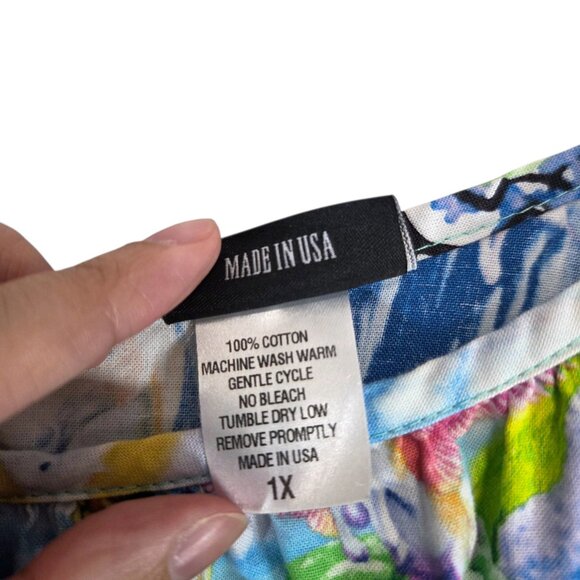 MADE IN USA
100% COTTON
MACHINE WASH WARM
GENTLE CYCLE
NO BLEACH
TUMBLE DRY LOW
REMOVE PROMPTLY
MADE IN USA
1X